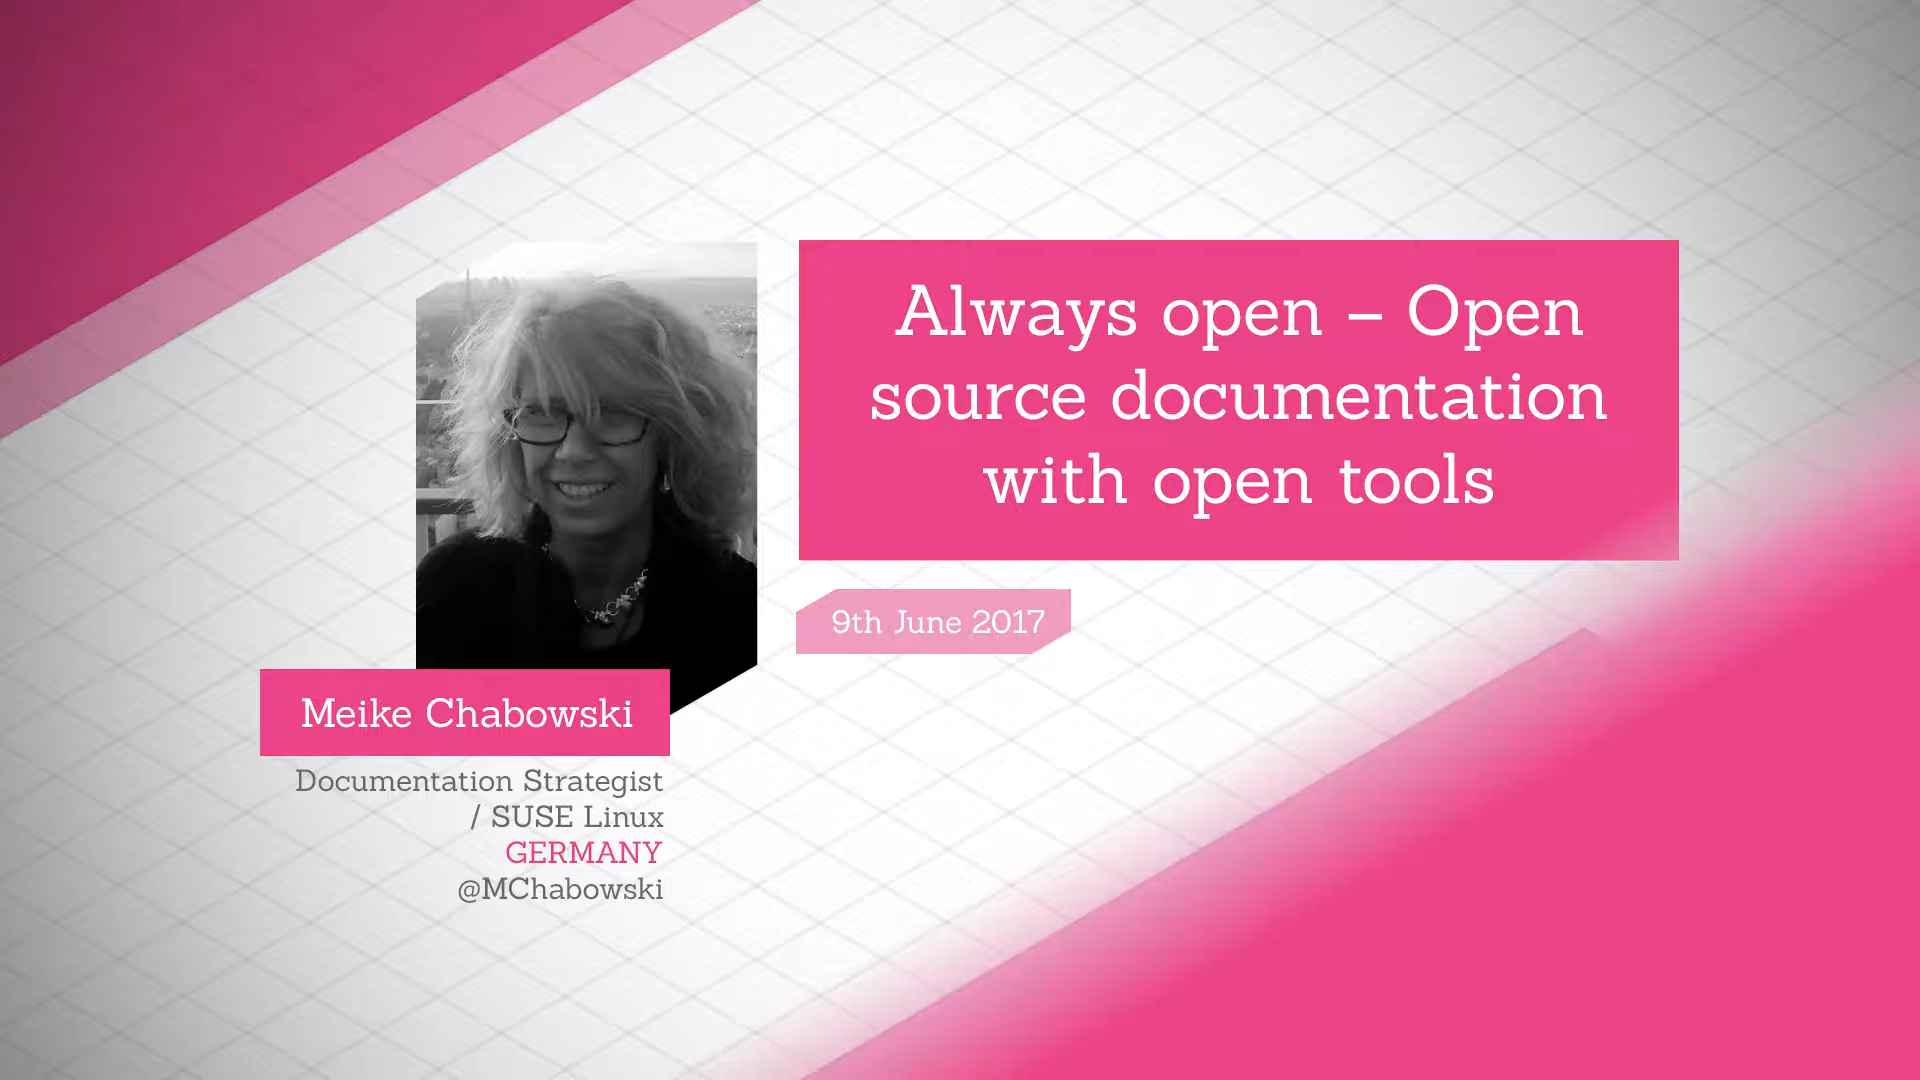 Always open – Open
source documentation
with open tools
9th June 2017
Meike Chabowski
Documentation Strategist
/ SUSE Linux
GERMANY
@MChabowski